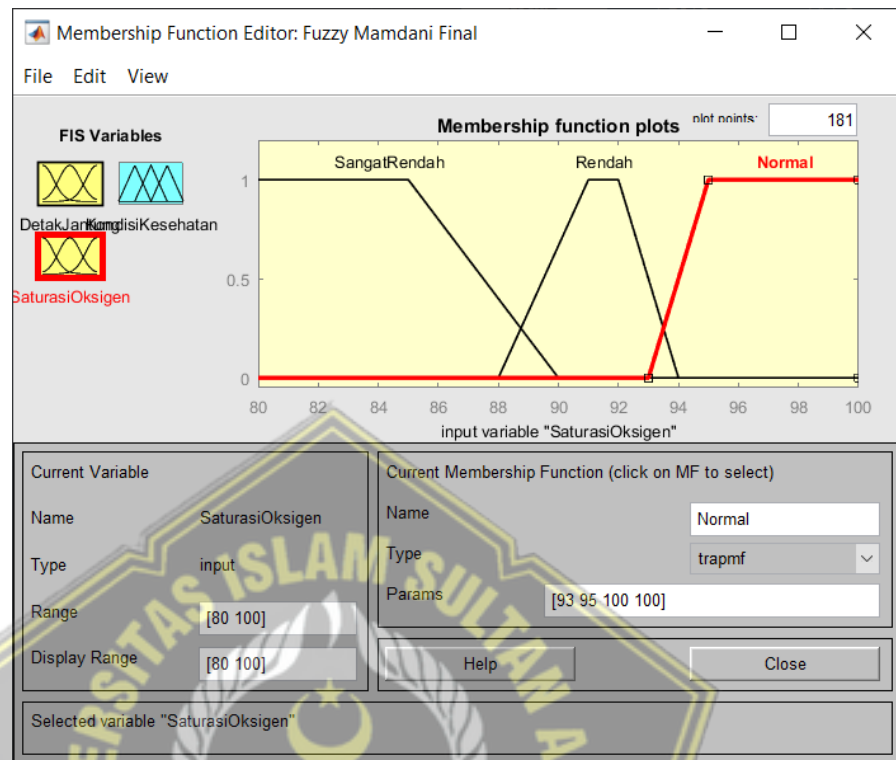 Membership Function Editor: Fuzzy Mamdani Final
File Edit View
FIS Variables
Membership function plots
plot points:
181
SangatRendah
Rendah
Normal
DetakJantung
KondisiKesehatan
SaturasiOksigen
1
0.5
0
80 82 84 86 88 90 92 94 96 98 100
input variable "SaturasiOksigen"
Current Variable
Name SaturasiOksigen
Type input
Range [80 100]
Display Range [80 100]
Current Membership Function (click on MF to select)
Name Normal
Type trapmf
Params [93 95 100 100]
Help Close
Selected variable "SaturasiOksigen"
ERSITAS ISLAM SULTAN A